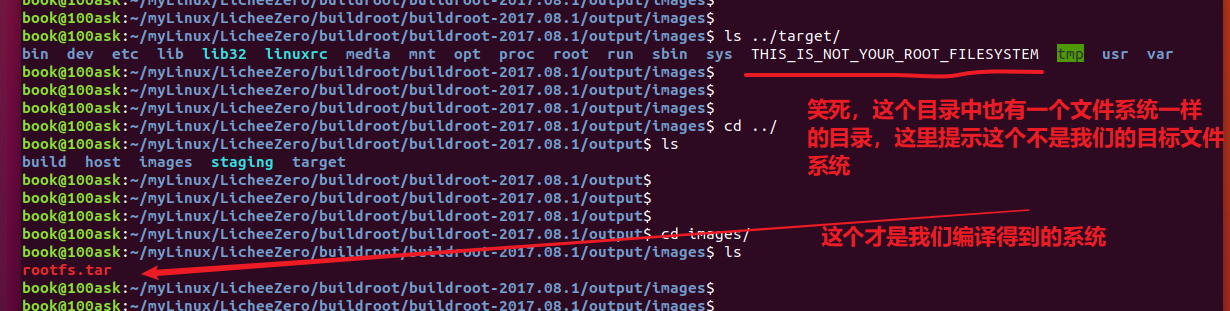 book@100ask:~/myLinux/LicheeZero/buildroot/buildroot-2017.08.1/output/images$
book@100ask:~/myLinux/LicheeZero/buildroot/buildroot-2017.08.1/output/images$
book@100ask:~/myLinux/LicheeZero/buildroot/buildroot-2017.08.1/output/images$ ls ../target/
bin dev etc lib lib32 linuxrc media mnt opt proc root run sbin sys THIS_IS_NOT_YOUR_ROOT_FILESYSTEM tmp usr var
book@100ask:~/myLinux/LicheeZero/buildroot/buildroot-2017.08.1/output/images$
book@100ask:~/myLinux/LicheeZero/buildroot/buildroot-2017.08.1/output/images$
book@100ask:~/myLinux/LicheeZero/buildroot/buildroot-2017.08.1/output/images$
book@100ask:~/myLinux/LicheeZero/buildroot/buildroot-2017.08.1/output/images$ cd ../
book@100ask:~/myLinux/LicheeZero/buildroot/buildroot-2017.08.1/output$ ls
build host images staging target
book@100ask:~/myLinux/LicheeZero/buildroot/buildroot-2017.08.1/output$
book@100ask:~/myLinux/LicheeZero/buildroot/buildroot-2017.08.1/output$
book@100ask:~/myLinux/LicheeZero/buildroot/buildroot-2017.08.1/output$
book@100ask:~/myLinux/LicheeZero/buildroot/buildroot-2017.08.1/output$ cd images/
book@100ask:~/myLinux/LicheeZero/buildroot/buildroot-2017.08.1/output/images$ ls
rootfs.tar
book@100ask:~/myLinux/LicheeZero/buildroot/buildroot-2017.08.1/output/images$
book@100ask:~/myLinux/LicheeZero/buildroot/buildroot-2017.08.1/output/images$
笑死，这个目录中也有一个文件系统一样
的目录，这里提示这个不是我们的目标文件
系统
这个才是我们编译得到的系统